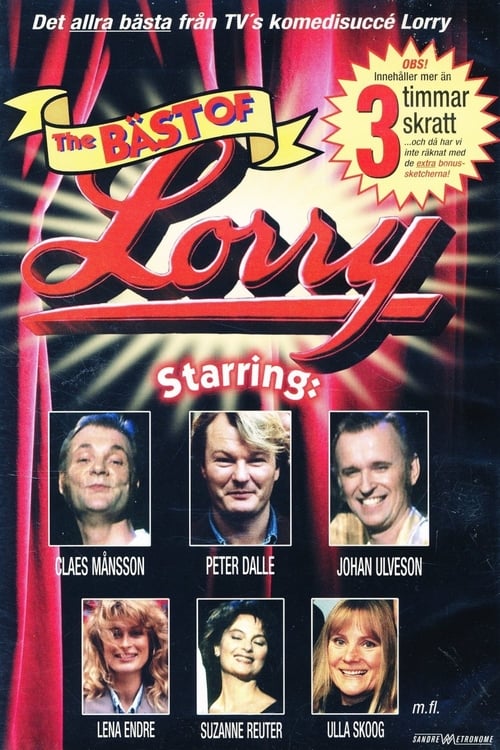 Det allra bästa från TV´s komedisuccé Lorry
OBS!
Innehåller mer än
3 timmar
skratt
...och då har vi
inte räknat med
de extra bonus-
sketcherna!
The BÄST OF
Lorry
Starring:
CLAES MÅNSSON
PETER DALLE
JOHAN ULVESON
LENA ENDRE
SUZANNE REUTER
ULLA SKOOG
m.fl.
SANDREW METRONOME